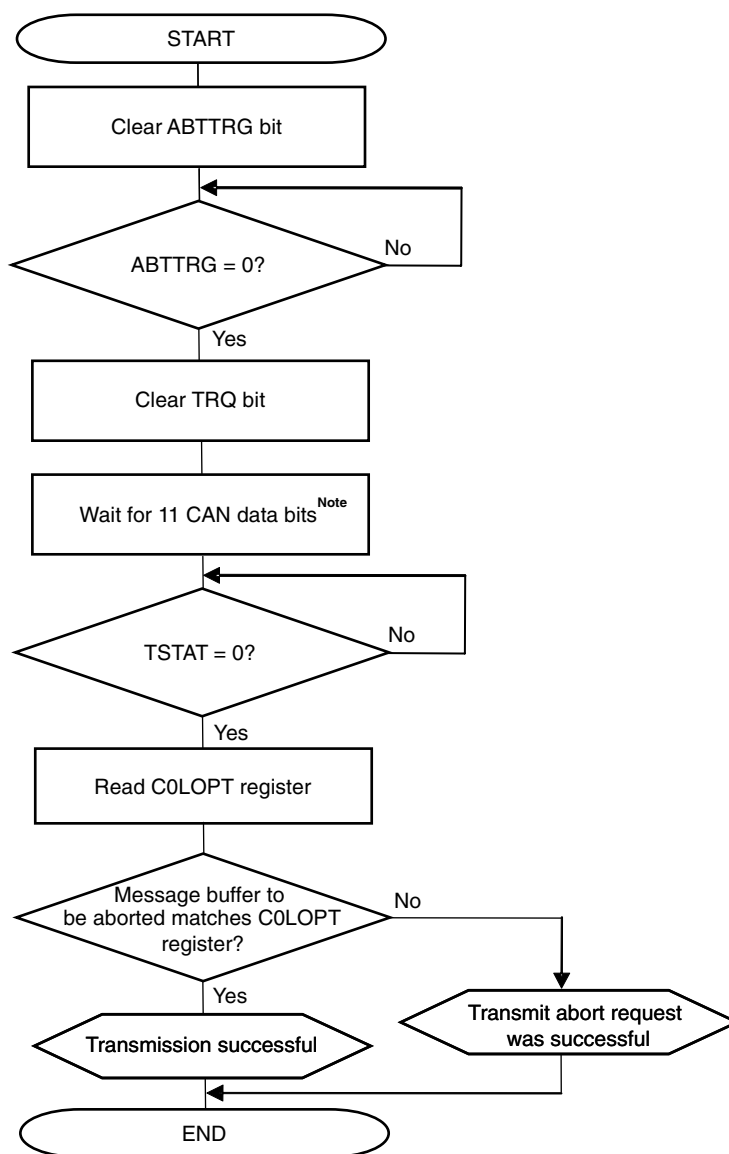 START
Clear ABTTRG bit
ABTTRG = 0?
No
Yes
Clear TRQ bit
Wait for 11 CAN data bitsNote
TSTAT = 0?
No
Yes
Read C0LOPT register
Message buffer to
be aborted matches C0LOPT
register?
No
Yes
Transmit abort request
was successful
Transmission successful
END